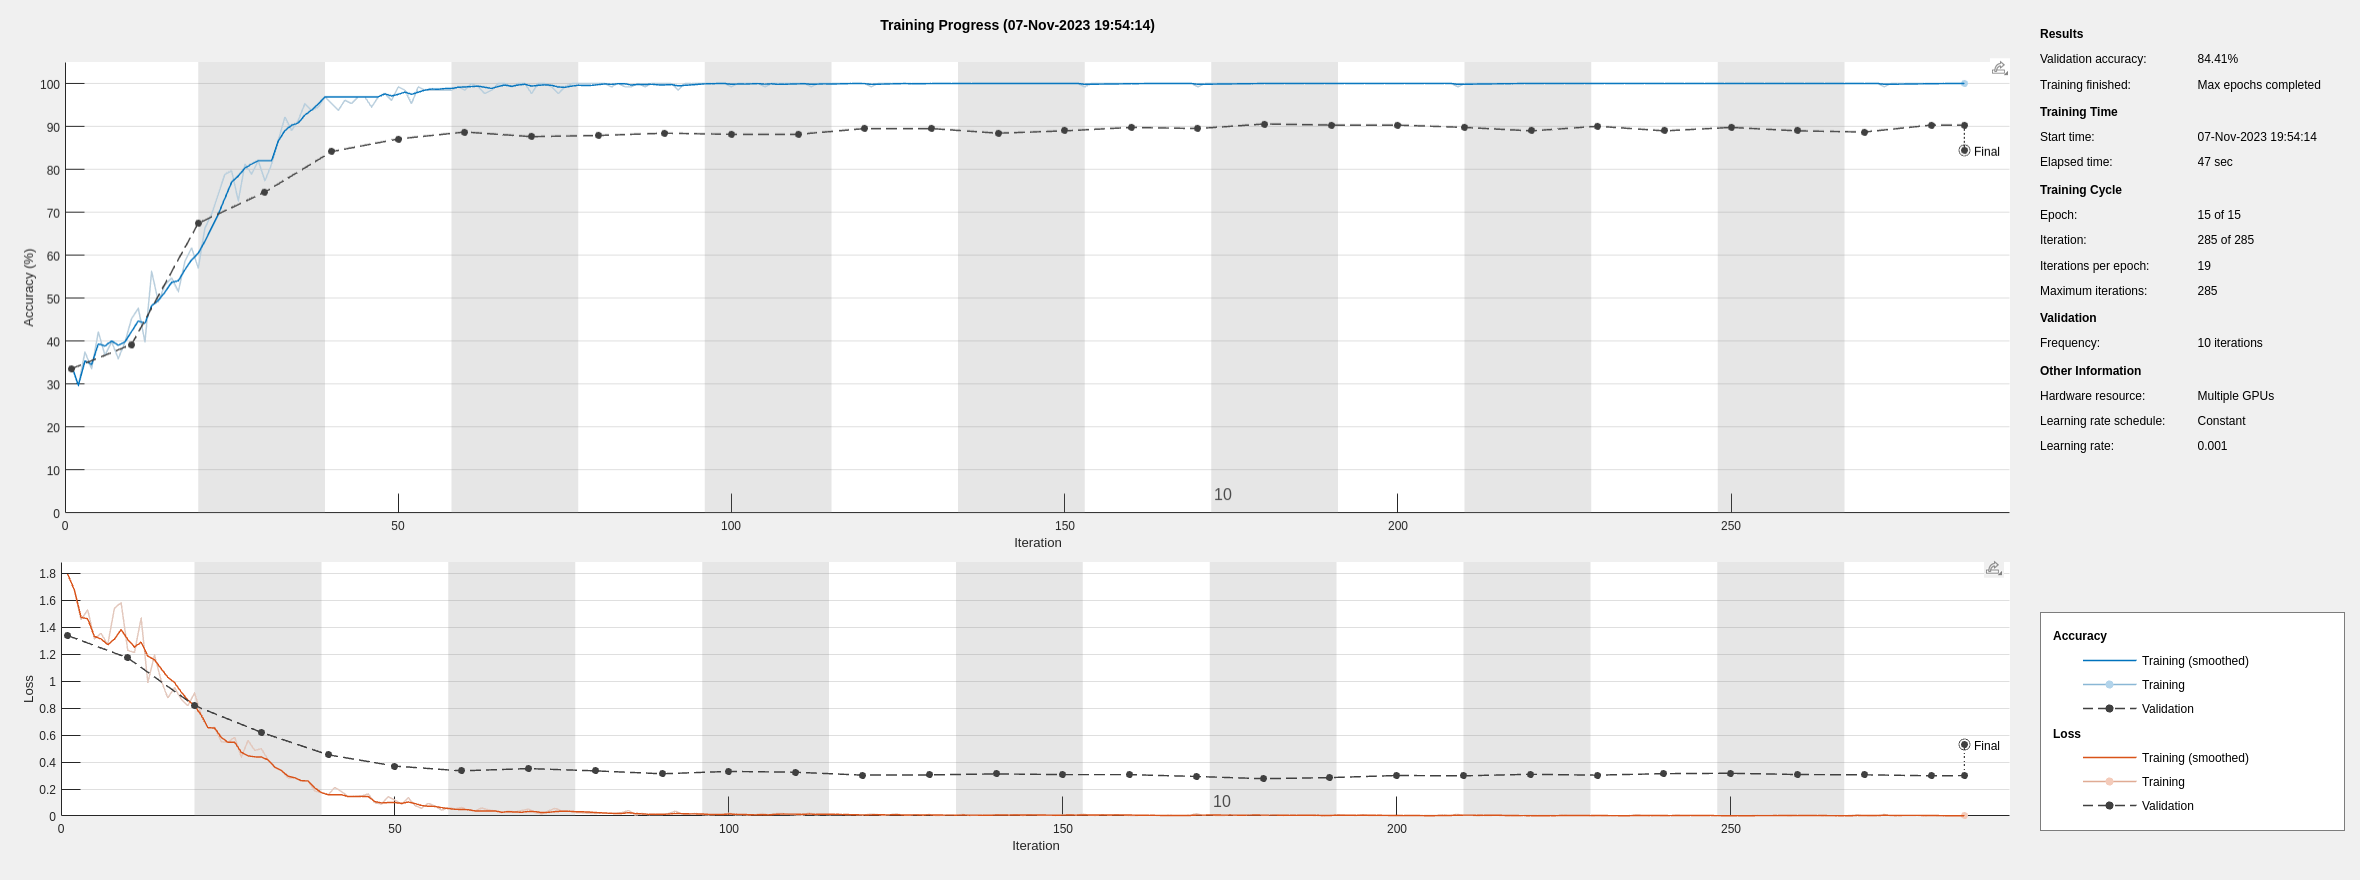 Training Progress (07-Nov-2023 19:54:14)
100
90
80
70
60
50
40
30
20
10
0
Accuracy (%)
Final
10
0
50
100
150
200
250
Iteration
1.8
1.6
1.4
1.2
1
0.8
0.6
0.4
0.2
0
Loss
Final
10
0
50
100
150
200
250
Iteration
Results
Validation accuracy: 84.41%
Training finished: Max epochs completed
Training Time
Start time: 07-Nov-2023 19:54:14
Elapsed time: 47 sec
Training Cycle
Epoch: 15 of 15
Iteration: 285 of 285
Iterations per epoch: 19
Maximum iterations: 285
Validation
Frequency: 10 iterations
Other Information
Hardware resource: Multiple GPUs
Learning rate schedule: Constant
Learning rate: 0.001
Accuracy
Training (smoothed)
Training
Validation
Loss
Training (smoothed)
Training
Validation